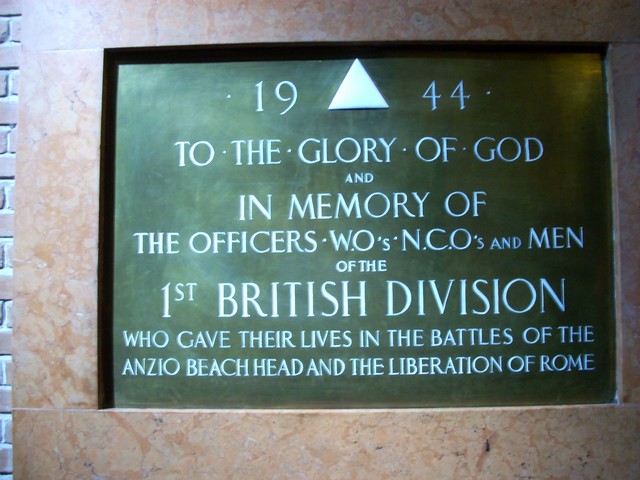 · 19 44 ·
TO · THE · GLORY · OF · GOD
AND
IN MEMORY OF
THE OFFICERS · W.O's · N.C.O's AND MEN
OF THE
1ST BRITISH DIVISION
WHO GAVE THEIR LIVES IN THE BATTLES OF THE
ANZIO BEACH HEAD AND THE LIBERATION OF ROME